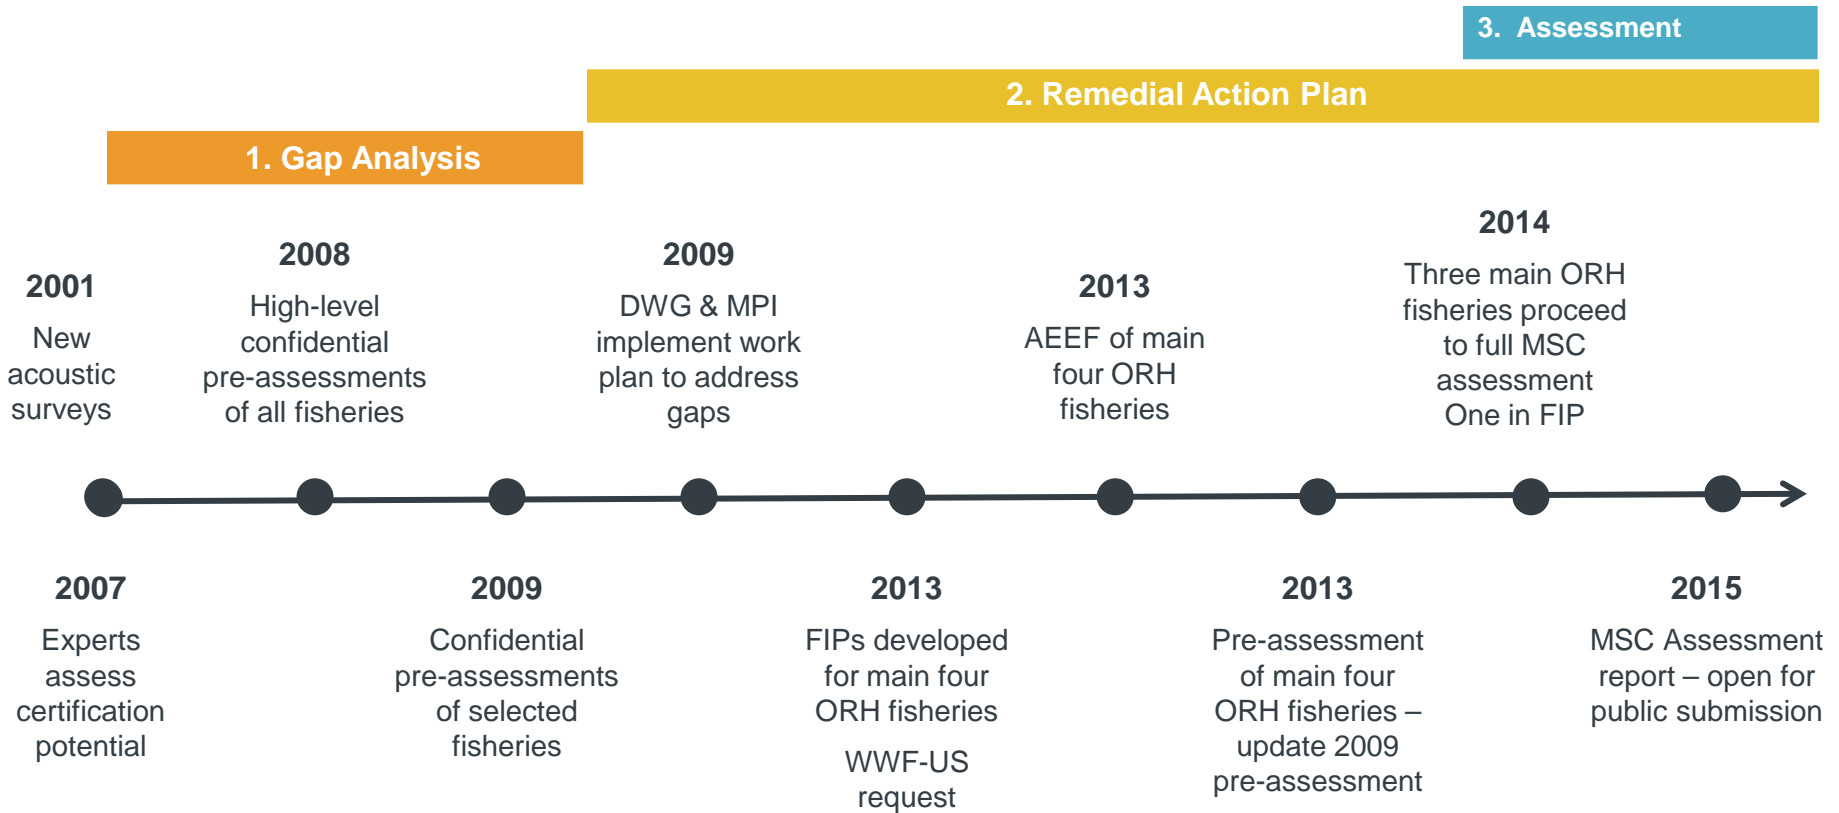 3. Assessment
2. Remedial Action Plan
1. Gap Analysis
2001
New
acoustic
surveys
2008
High-level
confidential
pre-assessments
of all fisheries
2009
DWG & MPI
implement work
plan to address
gaps
2013
AEEF of main
four ORH
fisheries
2014
Three main ORH
fisheries proceed
to full MSC
assessment
One in FIP
2007
Experts
assess
certification
potential
2009
Confidential
pre-assessments
of selected
fisheries
2013
FIPs developed
for main four
ORH fisheries
WWF-US
request
2013
Pre-assessment
of main four
ORH fisheries –
update 2009
pre-assessment
2015
MSC Assessment
report – open for
public submission